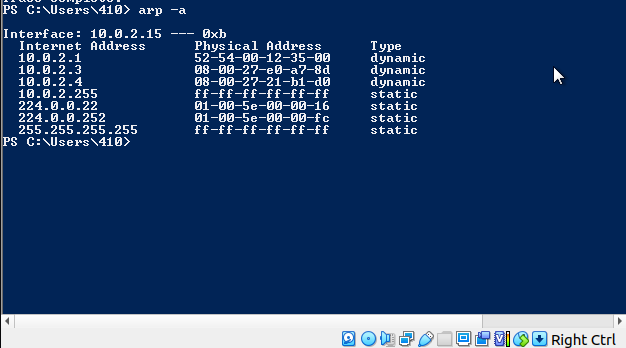 PS C:\Users\410> arp -a
Interface: 10.0.2.15 --- 0xb
Internet Address Physical Address Type
10.0.2.1 52-54-00-12-35-00 dynamic
10.0.2.3 08-00-27-e0-a7-8d dynamic
10.0.2.4 08-00-27-21-b1-d0 dynamic
10.0.2.255 ff-ff-ff-ff-ff-ff static
224.0.0.22 01-00-5e-00-00-16 static
224.0.0.252 01-00-5e-00-00-fc static
255.255.255.255 ff-ff-ff-ff-ff-ff static
PS C:\Users\410>
Right Ctrl